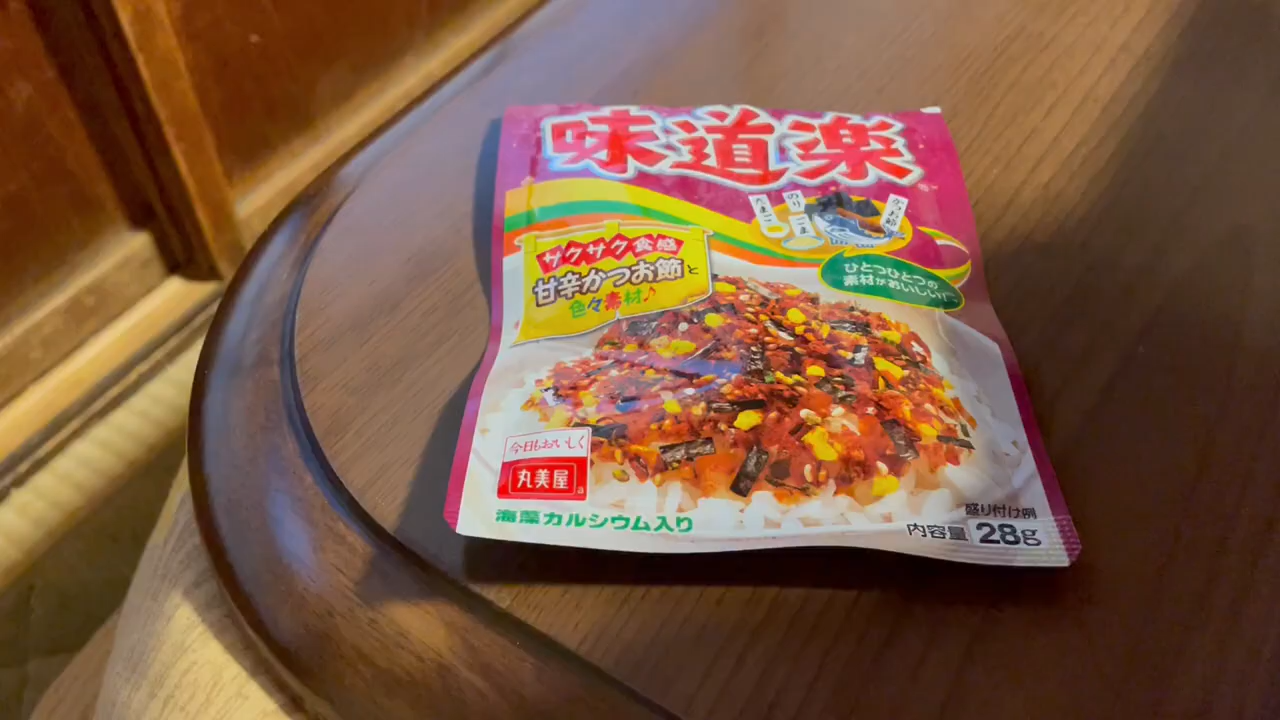 味道楽
たまご
のり
ごま
かつお節
ひとつひとつの
素材がおいしい!
サクサク食感
甘辛かつお節と
色々素材♪
今日もおいしく
丸美屋
海藻カルシウム入り
盛り付け例
内容量 28g